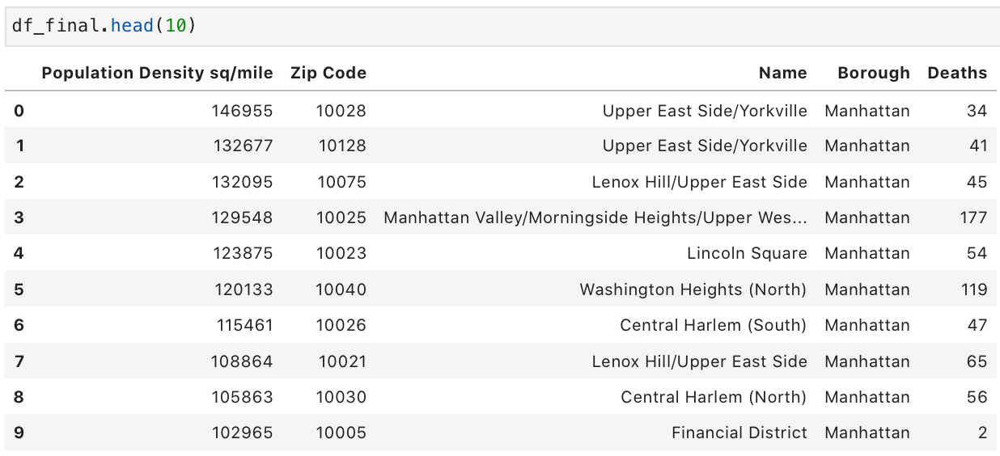 df_final.head(10)
Population Density sq/mile Zip Code Name Borough Deaths
0 146955 10028 Upper East Side/Yorkville Manhattan 34
1 132677 10128 Upper East Side/Yorkville Manhattan 41
2 132095 10075 Lenox Hill/Upper East Side Manhattan 45
3 129548 10025 Manhattan Valley/Morningside Heights/Upper Wes... Manhattan 177
4 123875 10023 Lincoln Square Manhattan 54
5 120133 10040 Washington Heights (North) Manhattan 119
6 115461 10026 Central Harlem (South) Manhattan 47
7 108864 10021 Lenox Hill/Upper East Side Manhattan 65
8 105863 10030 Central Harlem (North) Manhattan 56
9 102965 10005 Financial District Manhattan 2